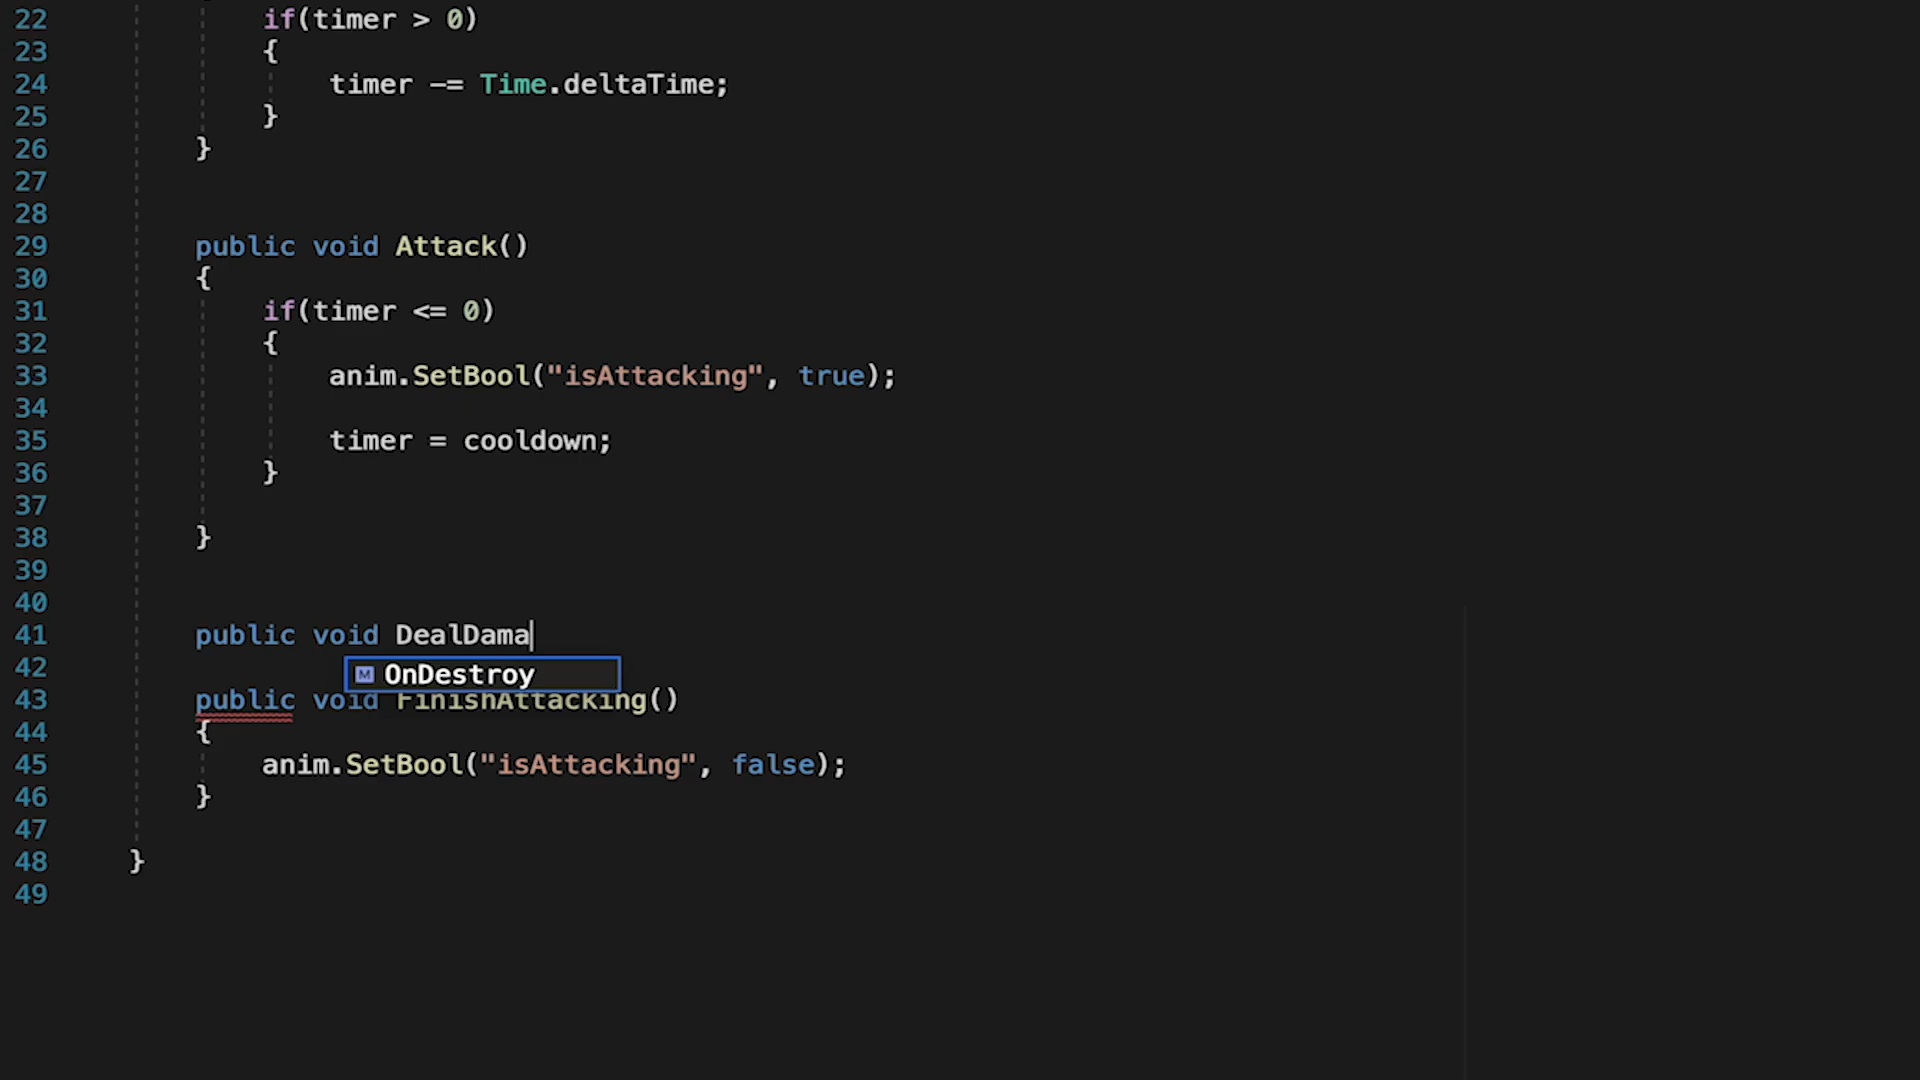 22 if(timer > 0)
23 {
24 timer -= Time.deltaTime;
25 }
26 }
27
28
29 public void Attack()
30 {
31 if(timer <= 0)
32 {
33 anim.SetBool("isAttacking", true);
34
35 timer = cooldown;
36 }
37
38 }
39
40
41 public void DealDama
42 OnDestroy
43 public void FinishAttacking()
44 {
45 anim.SetBool("isAttacking", false);
46 }
47
48 }
49